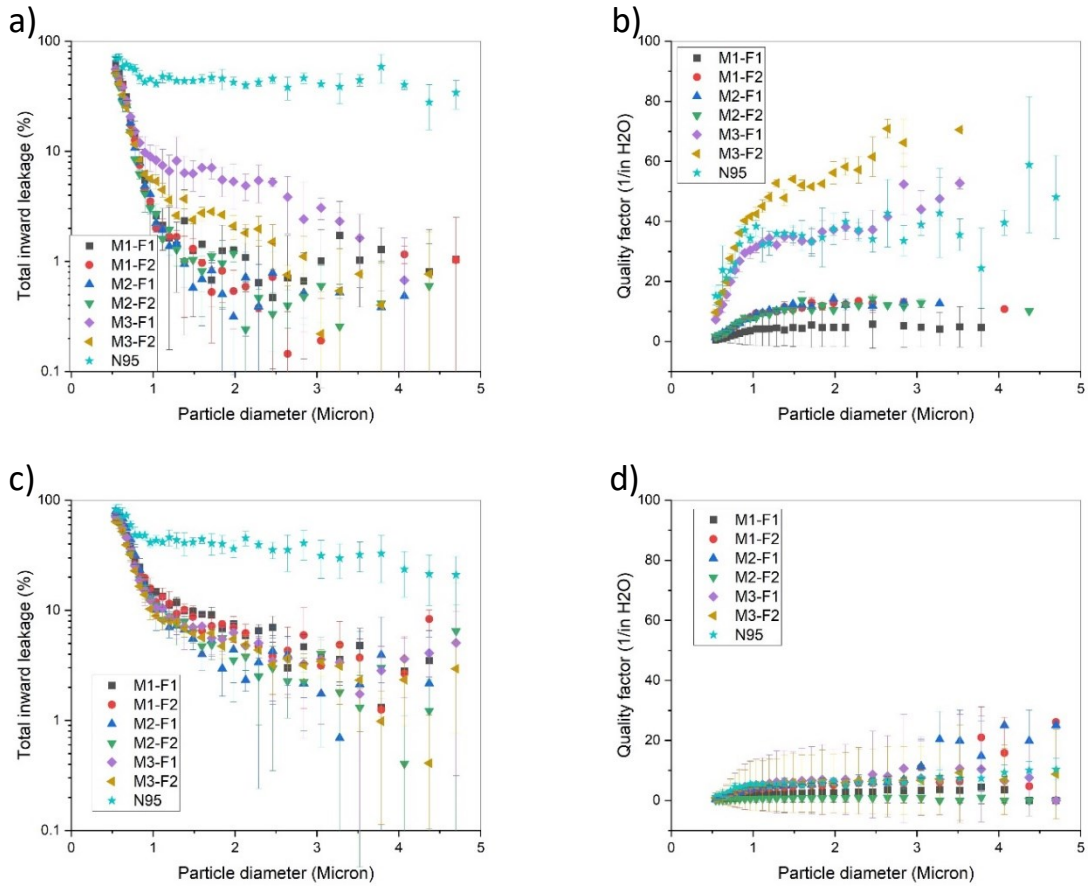 a)
100
10
1
0.1
Total inward leakage (%)
M1-F1
M1-F2
M2-F1
M2-F2
M3-F1
M3-F2
N95
0 1 2 3 4 5
Particle diameter (Micron)
b)
100
80
60
40
20
0
Quality factor (1/in H2O)
M1-F1
M1-F2
M2-F1
M2-F2
M3-F1
M3-F2
N95
0 1 2 3 4 5
Particle diameter (Micron)
c)
100
10
1
0.1
Total inward leakage (%)
M1-F1
M1-F2
M2-F1
M2-F2
M3-F1
M3-F2
N95
0 1 2 3 4 5
Particle diameter (Micron)
d)
100
80
60
40
20
0
Quality factor (1/in H2O)
M1-F1
M1-F2
M2-F1
M2-F2
M3-F1
M3-F2
N95
0 1 2 3 4 5
Particle diameter (Micron)